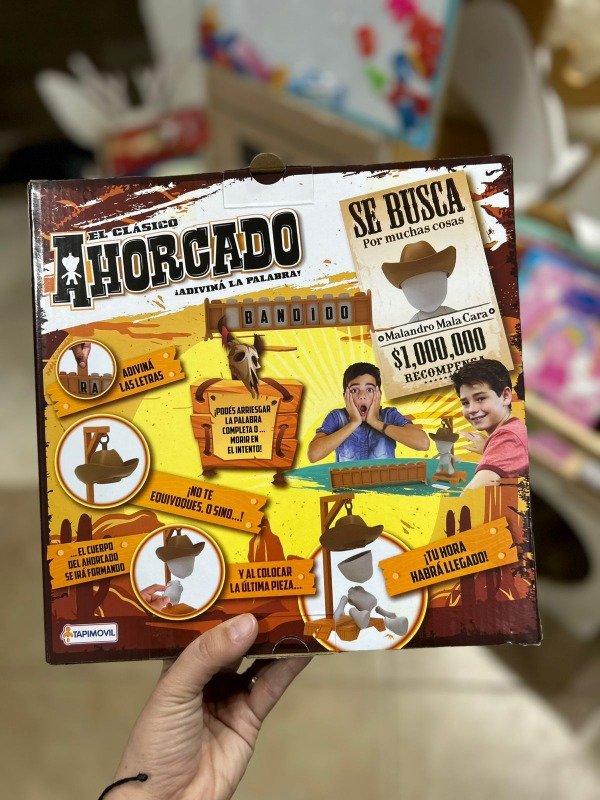 EL CLÁSICO
AHORCADO
¡ADIVINÁ LA PALABRA!
SE BUSCA
Por muchas cosas
Malandro Mala Cara
$1,000,000
RECOMPENSA
BANDIDO
RA
ADIVINÁ
LAS LETRAS
¡PODÉS ARRIESGAR
LA PALABRA
COMPLETA O...
MORIR EN
EL INTENTO!
¡NO TE
EQUIVOQUES, O SINO...!
...EL CUERPO
DEL AHORCADO
SE IRÁ FORMANDO
Y AL COLOCAR
LA ÚLTIMA PIEZA...
¡TU HORA
HABRÁ LLEGADO!
TAPIMOVIL